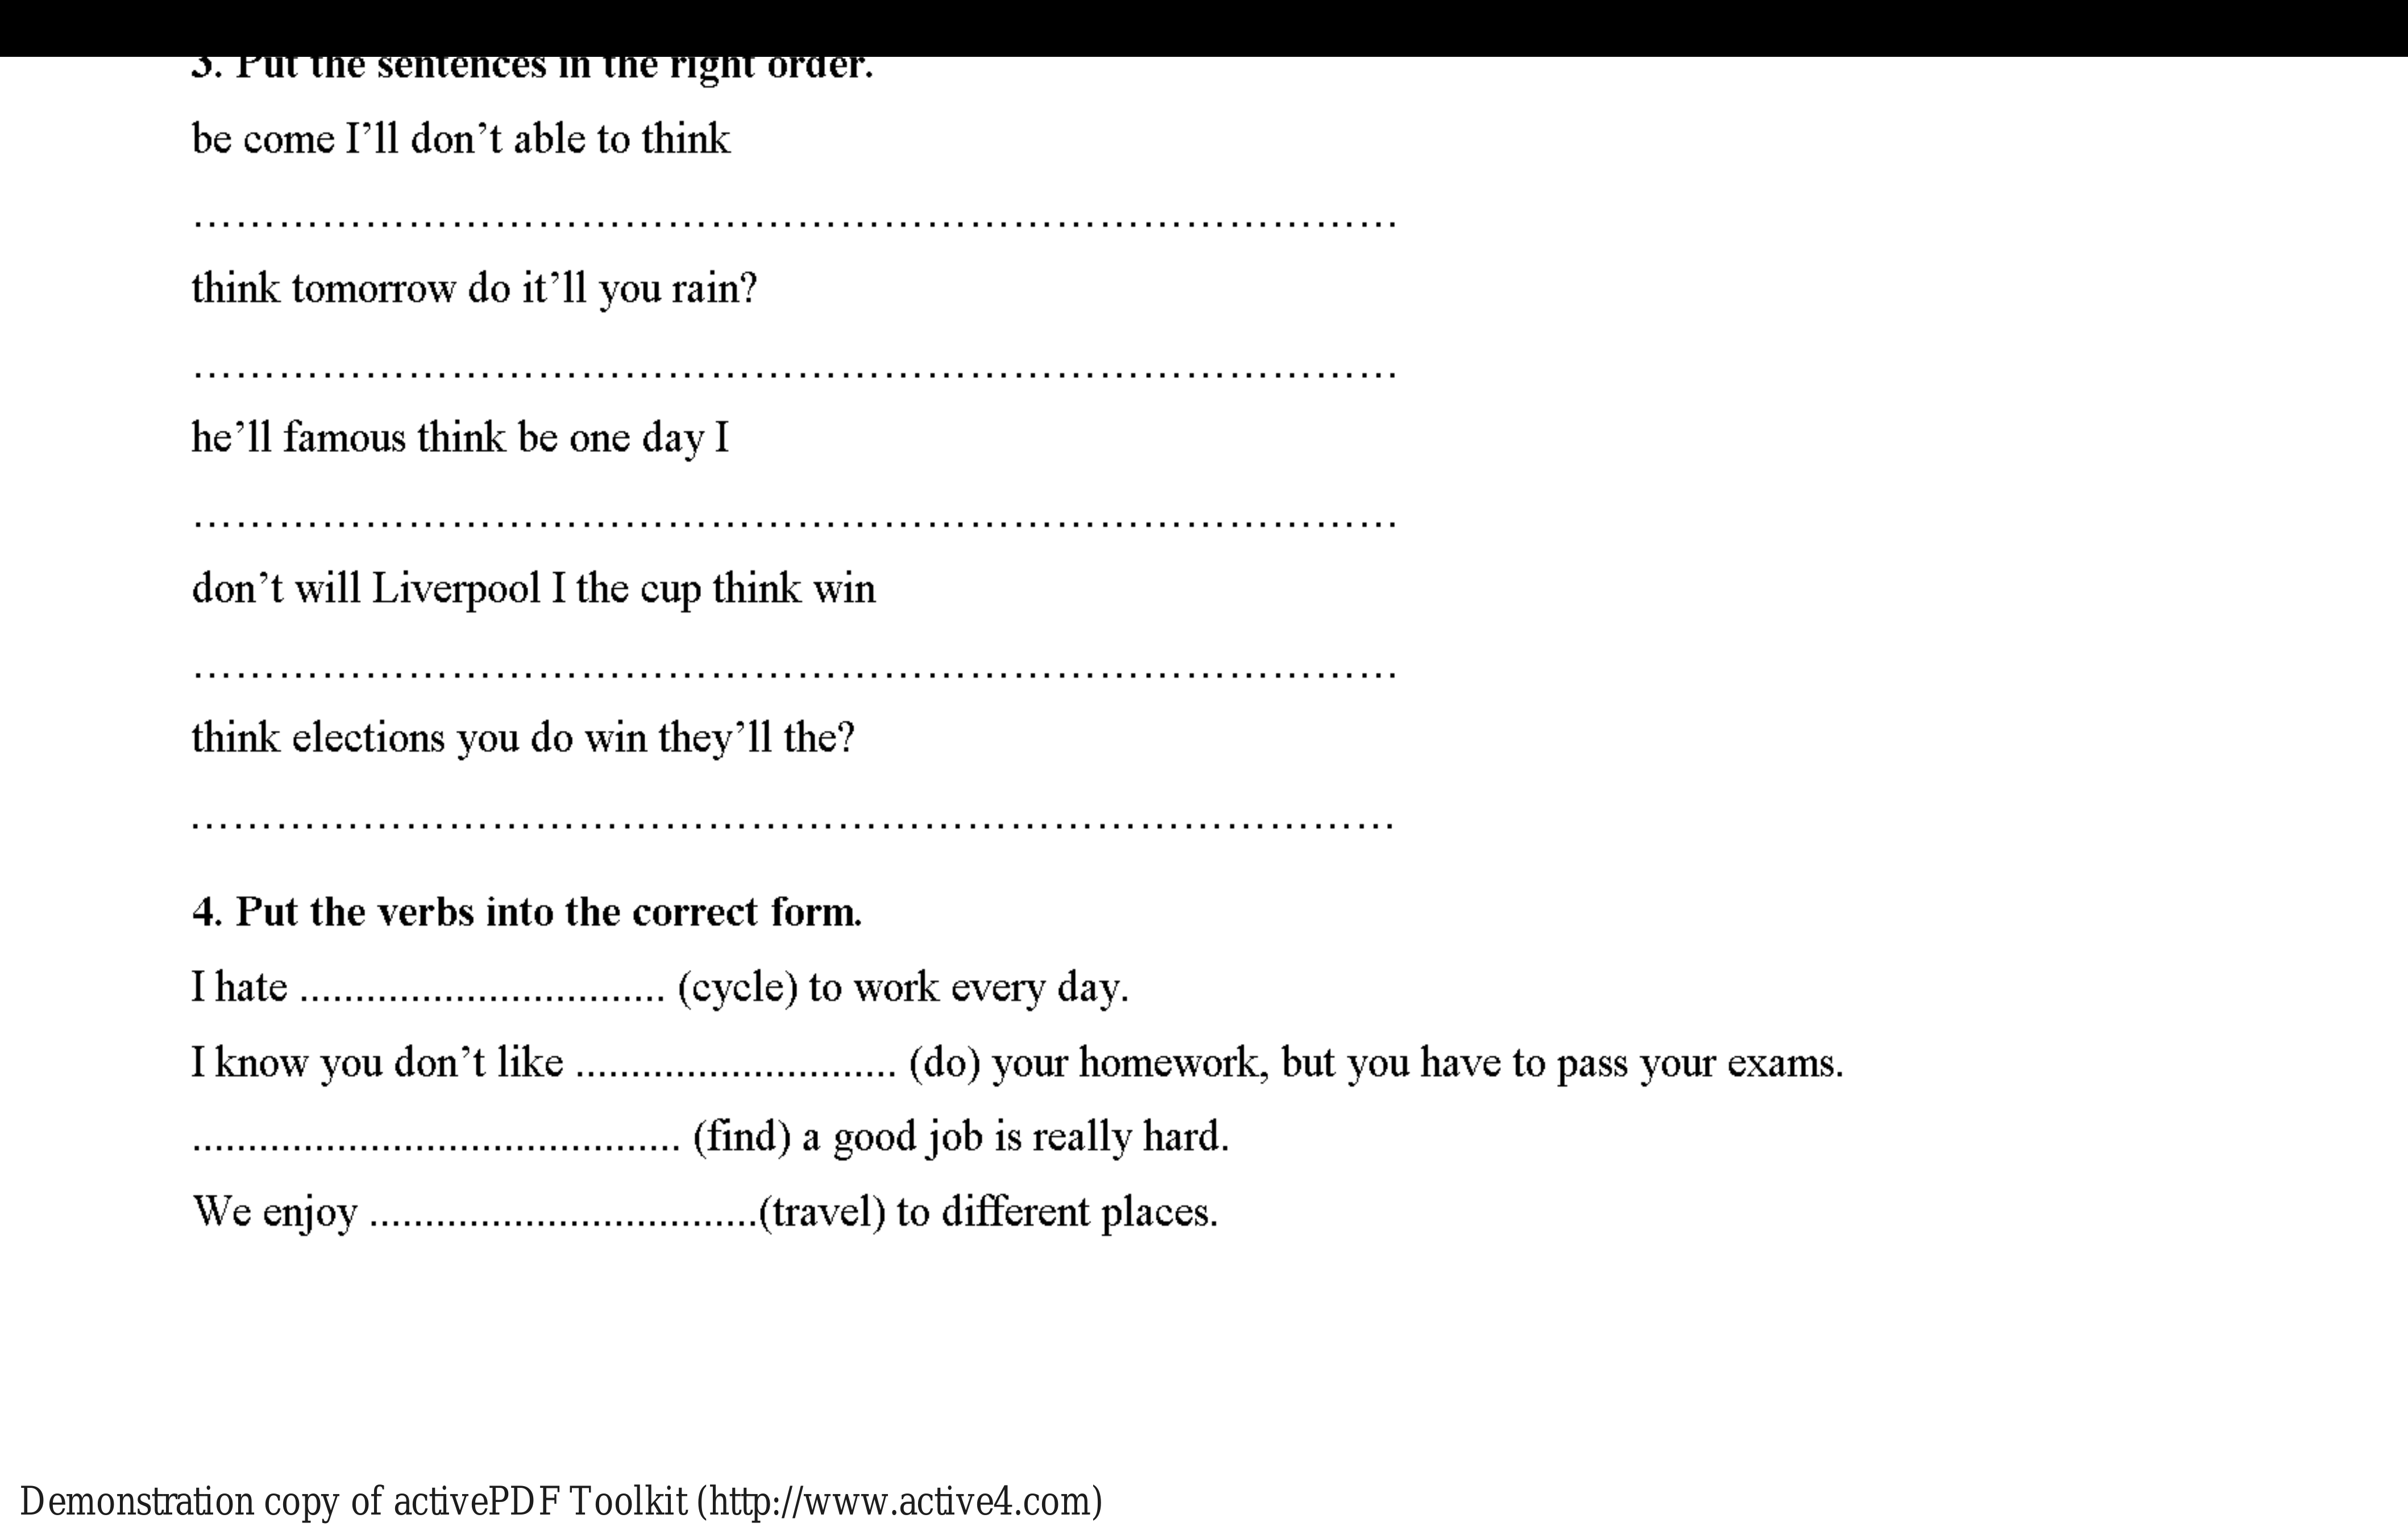 3. Put the sentences in the right order.
be come I’ll don’t able to think
…………………………………………………………………………
think tomorrow do it’ll you rain?
…………………………………………………………………………
he’ll famous think be one day I
…………………………………………………………………………
don’t will Liverpool I the cup think win
…………………………………………………………………………
think elections you do win they’ll the?
…………………………………………………………………………
4. Put the verbs into the correct form.
I hate ................................. (cycle) to work every day.
I know you don’t like ............................. (do) your homework, but you have to pass your exams.
............................................ (find) a good job is really hard.
We enjoy ...................................(travel) to different places.
Demonstration copy of activePDF Toolkit (http://www.active4.com)